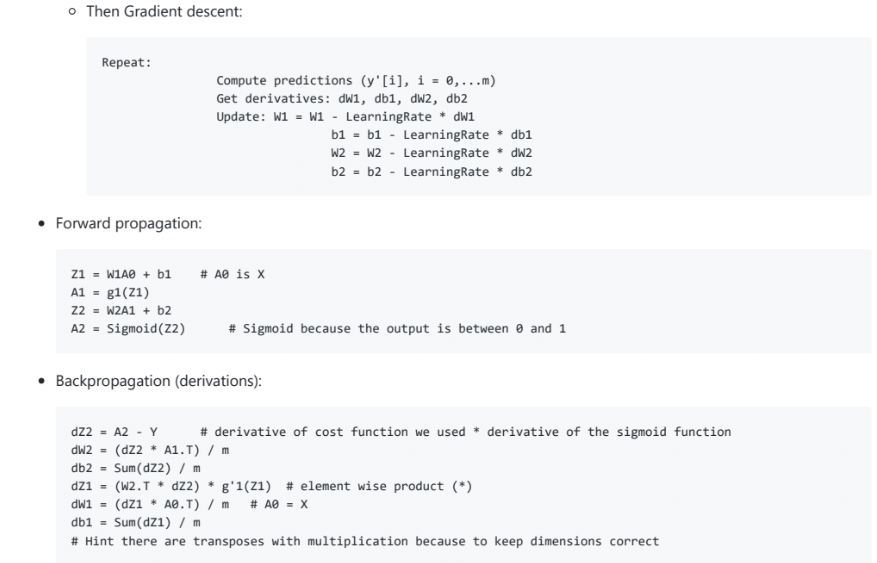 Then Gradient descent:
Repeat:
Compute predictions (y'[i], i = 0,...m)
Get derivatives: dW1, db1, dW2, db2
Update: W1 = W1 - LearningRate * dW1
b1 = b1 - LearningRate * db1
W2 = W2 - LearningRate * dW2
b2 = b2 - LearningRate * db2
Forward propagation:
Z1 = W1A0 + b1    # A0 is X
A1 = g1(Z1)
Z2 = W2A1 + b2
A2 = Sigmoid(Z2)      # Sigmoid because the output is between 0 and 1
Backpropagation (derivations):
dZ2 = A2 - Y      # derivative of cost function we used * derivative of the sigmoid function
dW2 = (dZ2 * A1.T) / m
db2 = Sum(dZ2) / m
dZ1 = (W2.T * dZ2) * g'1(Z1)  # element wise product (*)
dW1 = (dZ1 * A0.T) / m   # A0 = X
db1 = Sum(dZ1) / m
# Hint there are transposes with multiplication because to keep dimensions correct